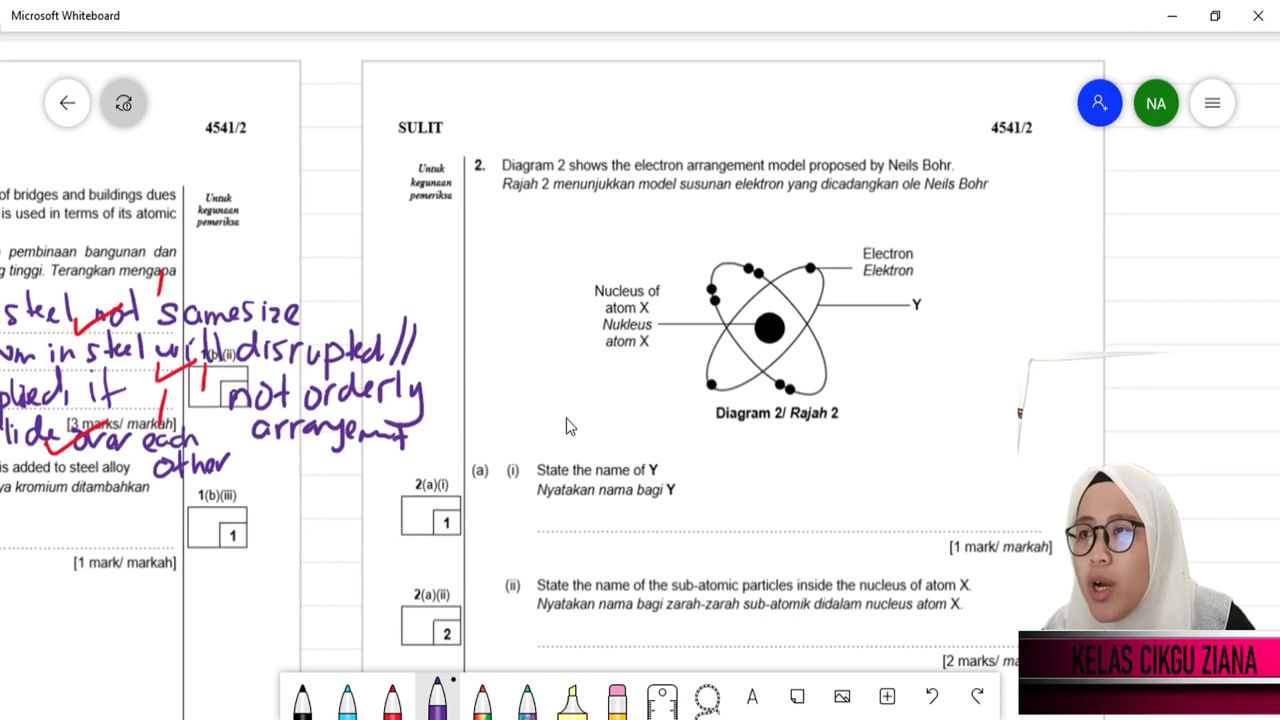 Microsoft Whiteboard
NA
4541/2
of bridges and buildings dues
is used in terms of its atomic
pembinaan bangunan dan
g tinggi. Terangkan mengapa
Untuk
kegunaan
pemeriksa
steel not same size
om in steel will disrupted //
plied, it not orderly
arrangement
[3 marks/ markah]
lide over each
other
is added to steel alloy
ya kromium ditambahkan
1(b)(iii)
1
[1 mark/ markah]
SULIT
4541/2
Untuk
kegunaan
pemeriksa
2. Diagram 2 shows the electron arrangement model proposed by Neils Bohr.
Rajah 2 menunjukkan model susunan elektron yang dicadangkan ole Neils Bohr
Electron
Elektron
Nucleus of
atom X
Nukleus
atom X
Y
Diagram 2/ Rajah 2
(a) (i) State the name of Y
Nyatakan nama bagi Y
2(a)(i)
1
[1 mark/ markah]
(ii) State the name of the sub-atomic particles inside the nucleus of atom X.
Nyatakan nama bagi zarah-zarah sub-atomik didalam nucleus atom X.
2(a)(ii)
2
[2 marks/
KELAS CIKGU ZIANA